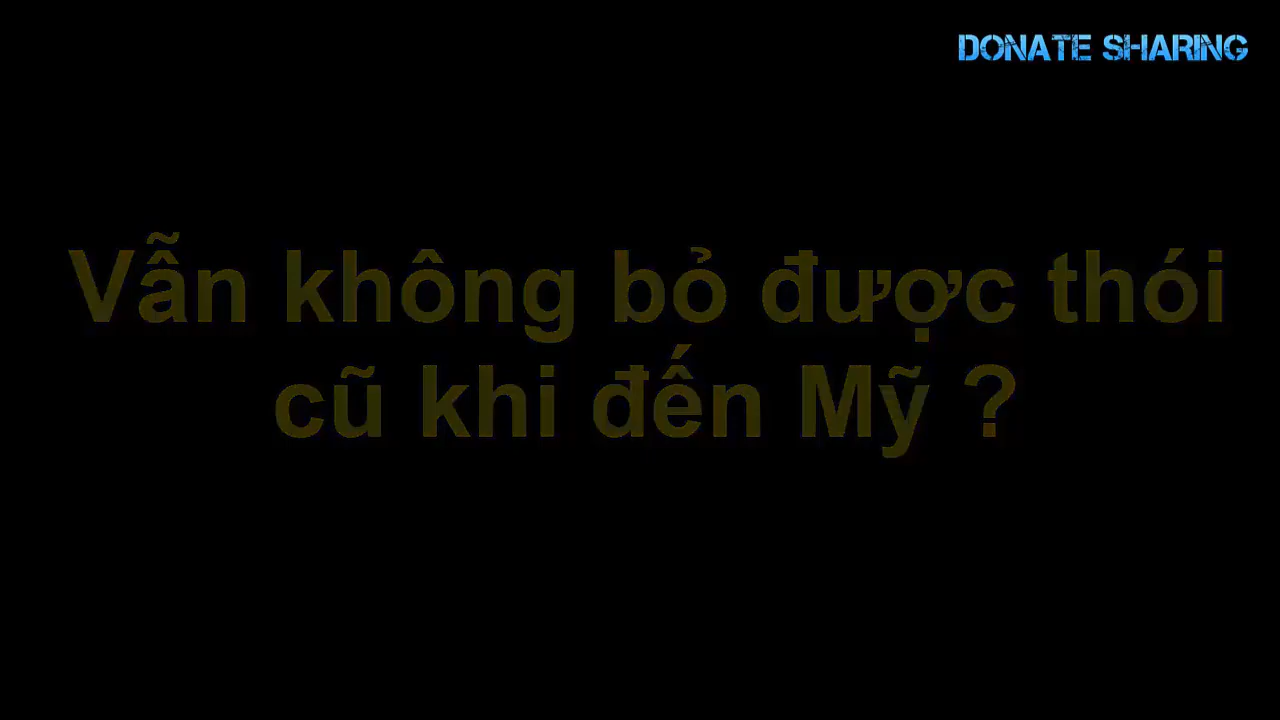 DONATE SHARING
Vẫn không bỏ được thói
cũ khi đến Mỹ ?